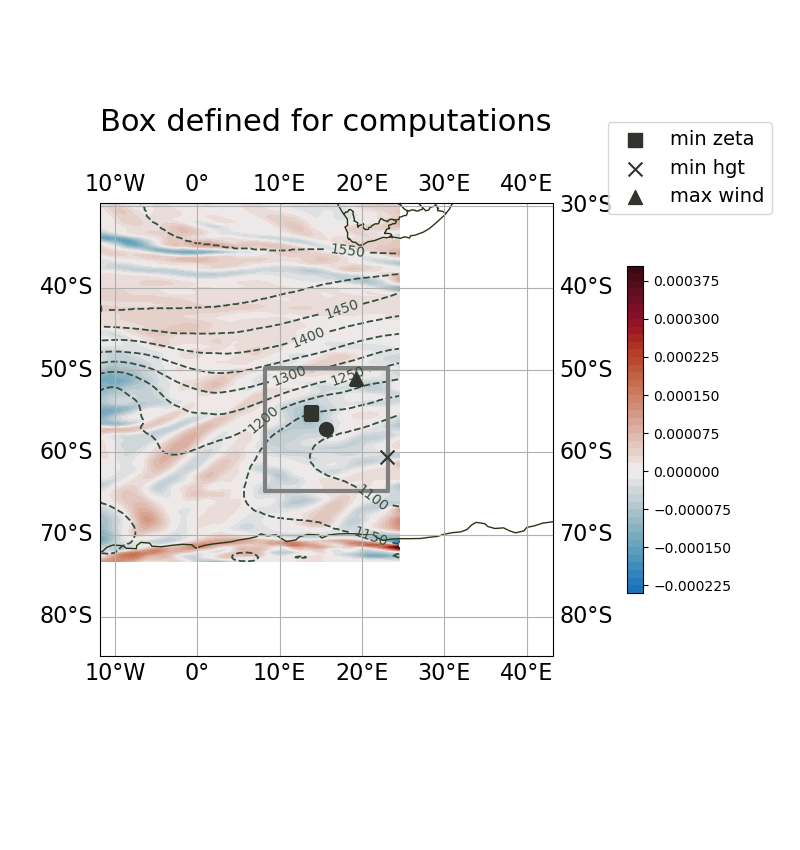 Box defined for computations
min zeta
min hgt
max wind
10°W 0° 10°E 20°E 30°E 40°E
30°S
40°S 40°S
50°S 50°S
60°S 60°S
70°S 70°S
80°S 80°S
10°W 0° 10°E 20°E 30°E 40°E
1550
1450
1400
1300
1250
1200
1100
1150
0.000375
0.000300
0.000225
0.000150
0.000075
0.000000
−0.000075
−0.000150
−0.000225